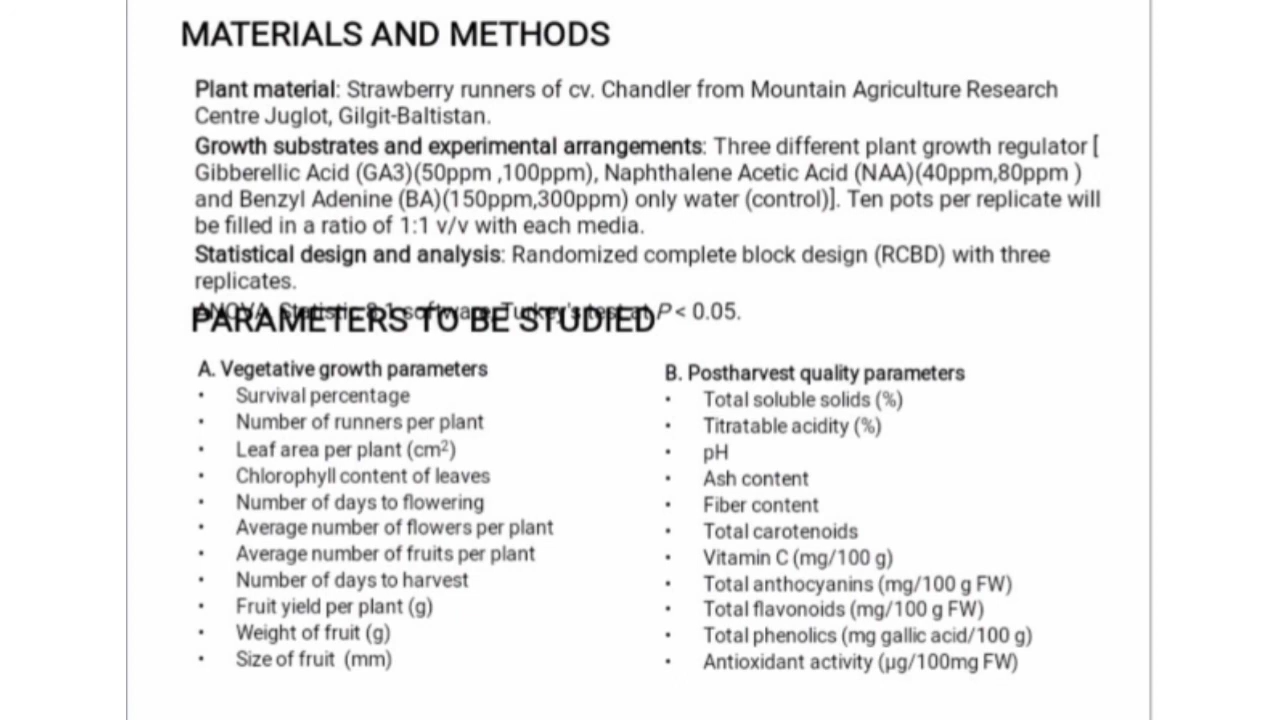 MATERIALS AND METHODS
Plant material: Strawberry runners of cv. Chandler from Mountain Agriculture Research
Centre Juglot, Gilgit-Baltistan.
Growth substrates and experimental arrangements: Three different plant growth regulator [
Gibberellic Acid (GA3)(50ppm ,100ppm), Naphthalene Acetic Acid (NAA)(40ppm,80ppm )
and Benzyl Adenine (BA)(150ppm,300ppm) only water (control)]. Ten pots per replicate will
be filled in a ratio of 1:1 v/v with each media.
Statistical design and analysis: Randomized complete block design (RCBD) with three
replicates.
ANOVA, Statistic 8.1 software, Turkey's test at P < 0.05.
PARAMETERS TO BE STUDIED
A. Vegetative growth parameters
• Survival percentage
• Number of runners per plant
• Leaf area per plant (cm²)
• Chlorophyll content of leaves
• Number of days to flowering
• Average number of flowers per plant
• Average number of fruits per plant
• Number of days to harvest
• Fruit yield per plant (g)
• Weight of fruit (g)
• Size of fruit (mm)
B. Postharvest quality parameters
• Total soluble solids (%)
• Titratable acidity (%)
• pH
• Ash content
• Fiber content
• Total carotenoids
• Vitamin C (mg/100 g)
• Total anthocyanins (mg/100 g FW)
• Total flavonoids (mg/100 g FW)
• Total phenolics (mg gallic acid/100 g)
• Antioxidant activity (µg/100mg FW)